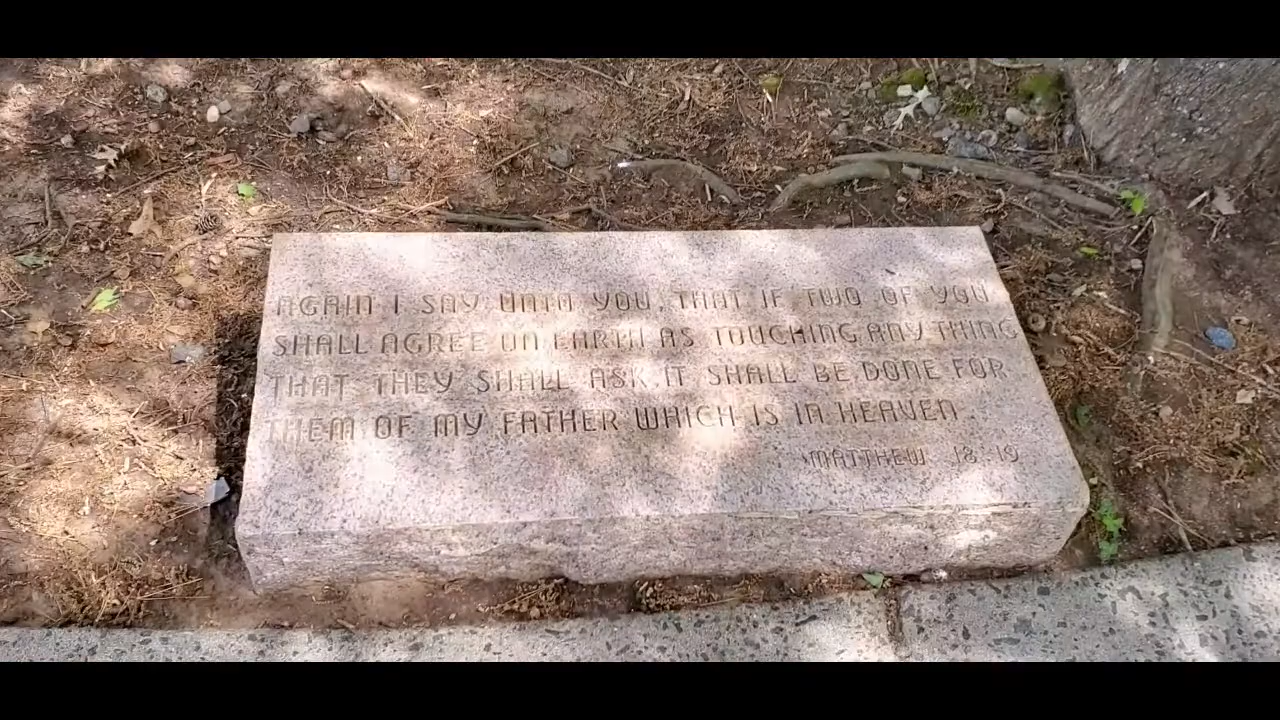 AGAIN I SAY UNTO YOU, THAT IF TWO OF YOU
SHALL AGREE ON EARTH AS TOUCHING ANY THING
THAT THEY SHALL ASK, IT SHALL BE DONE FOR
THEM OF MY FATHER WHICH IS IN HEAVEN
MATTHEW 18:19